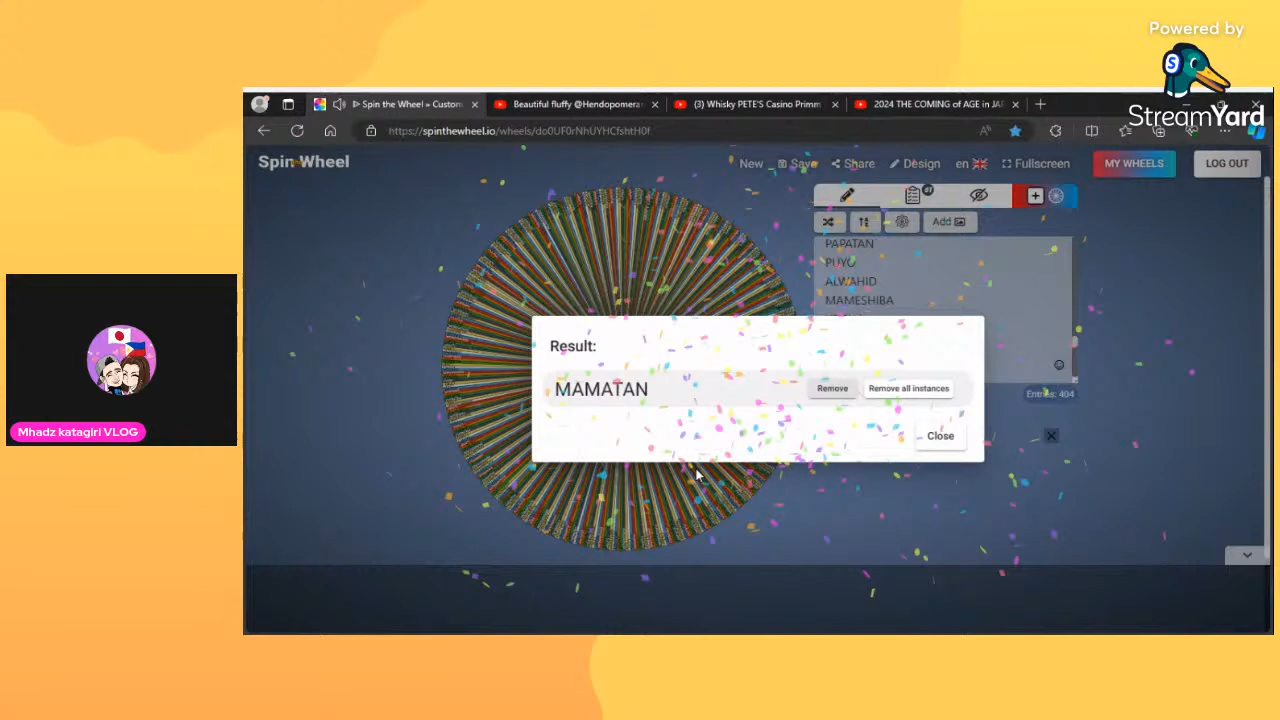 Powered by
StreamYard
Spin the Wheel = Custom
Beautiful fluffy @Hendopomeran
(3) Whisky PETE'S Casino Primm
2024 THE COMING of AGE in JAP
https://spinthewheel.io/wheels/do0UF0rNhUYHCfshtH0f
Spin Wheel
New
Save
Share
Design
en
Fullscreen
MY WHEELS
LOG OUT
Add
PAPATAN
PUYO
ALWAHID
MAMESHIBA
Result:
MAMATAN
Remove
Remove all instances
Close
Entries: 404
Mhadz katagiri VLOG